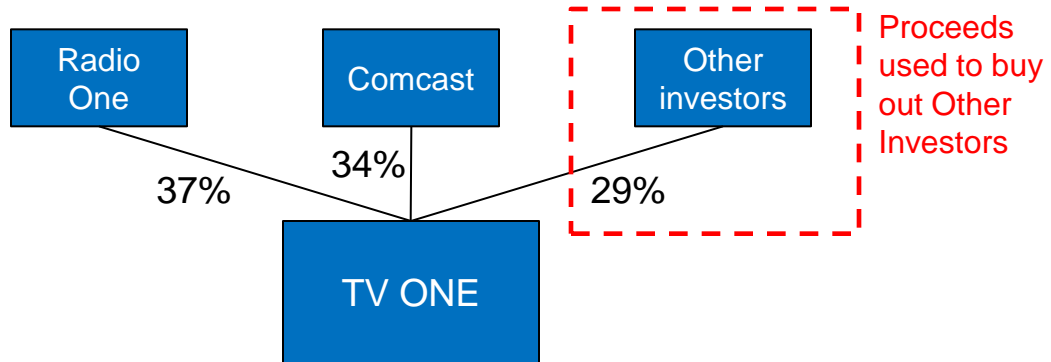 Radio
One
Comcast
Other
investors
Proceeds
used to buy
out Other
Investors
37%
34%
29%
TV ONE